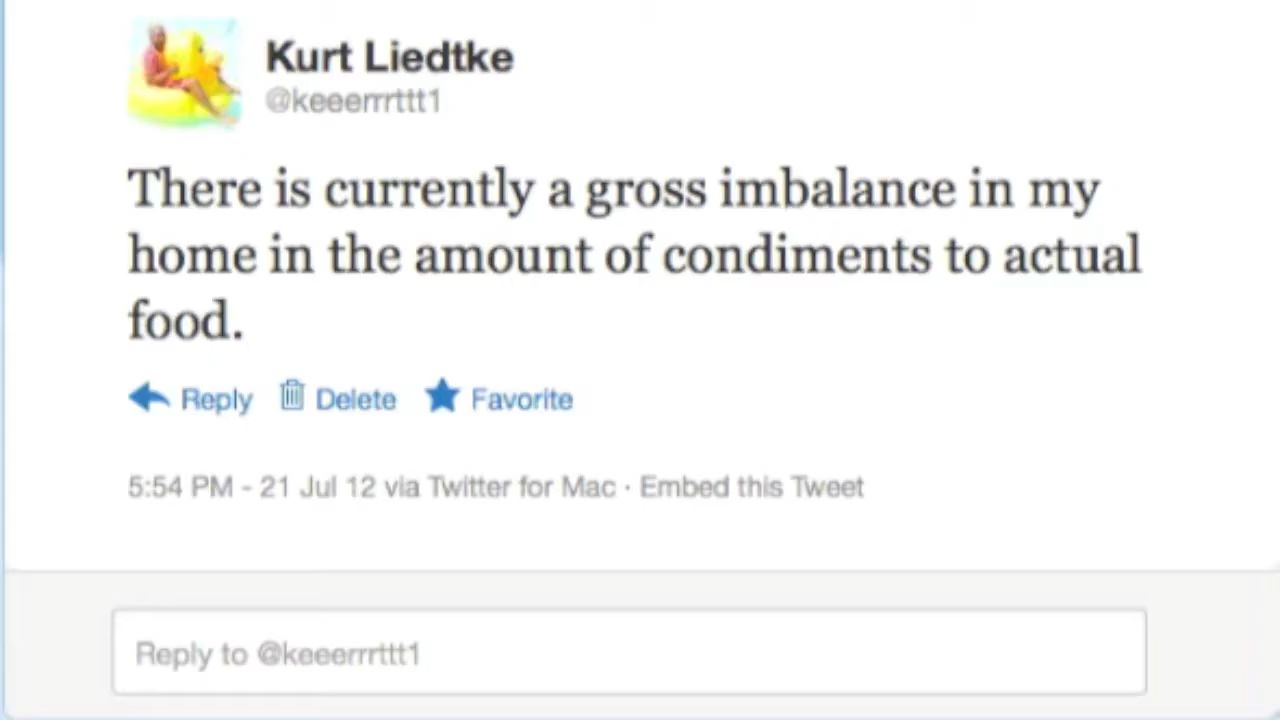 Kurt Liedtke
@keeerrrttt1
There is currently a gross imbalance in my
home in the amount of condiments to actual
food.
Reply Delete Favorite
5:54 PM - 21 Jul 12 via Twitter for Mac · Embed this Tweet
Reply to @keeerrrttt1